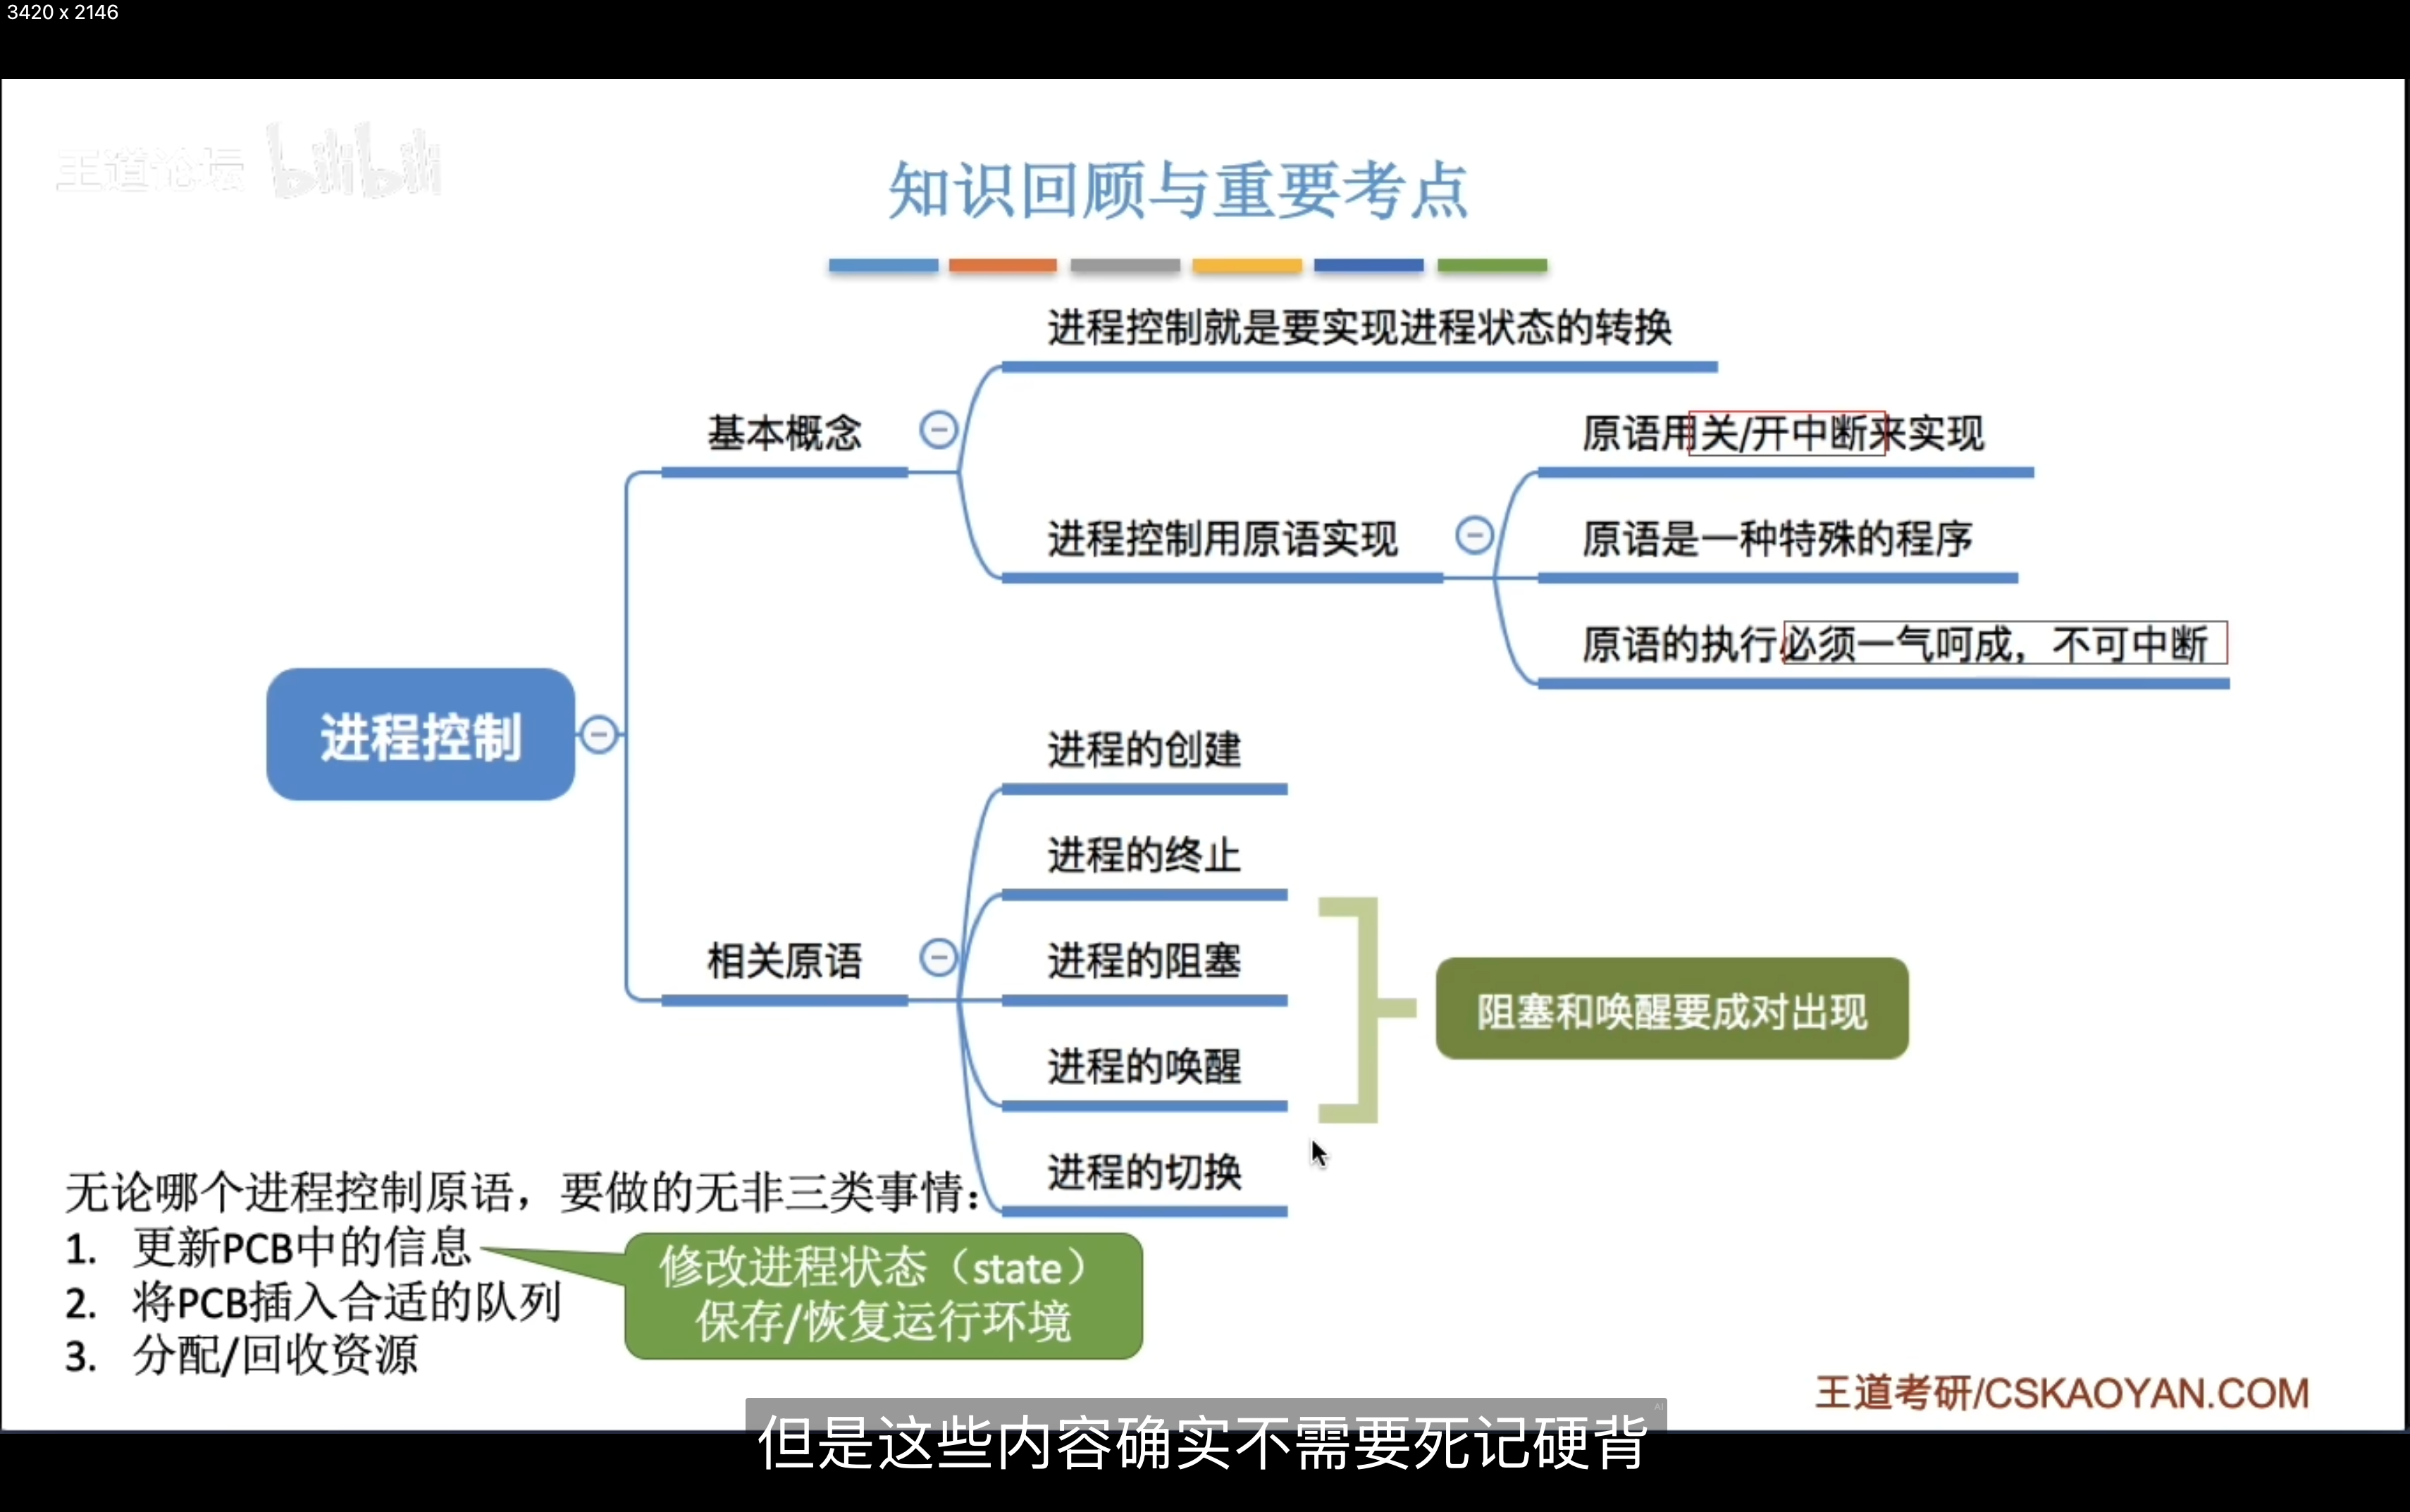 3420 x 2146
王道论坛 bilibili
知识回顾与重要考点
进程控制就是要实现进程状态的转换
基本概念
原语用关/开中断来实现
进程控制用原语实现
原语是一种特殊的程序
原语的执行必须一气呵成，不可中断
进程控制
进程的创建
进程的终止
相关原语
进程的阻塞
阻塞和唤醒要成对出现
进程的唤醒
进程的切换
无论哪个进程控制原语，要做的无非三类事情：
1. 更新PCB中的信息
2. 将PCB插入合适的队列
3. 分配/回收资源
修改进程状态（state）
保存/恢复运行环境
王道考研/CSKAOYAN.COM
AI
但是这些内容确实不需要死记硬背